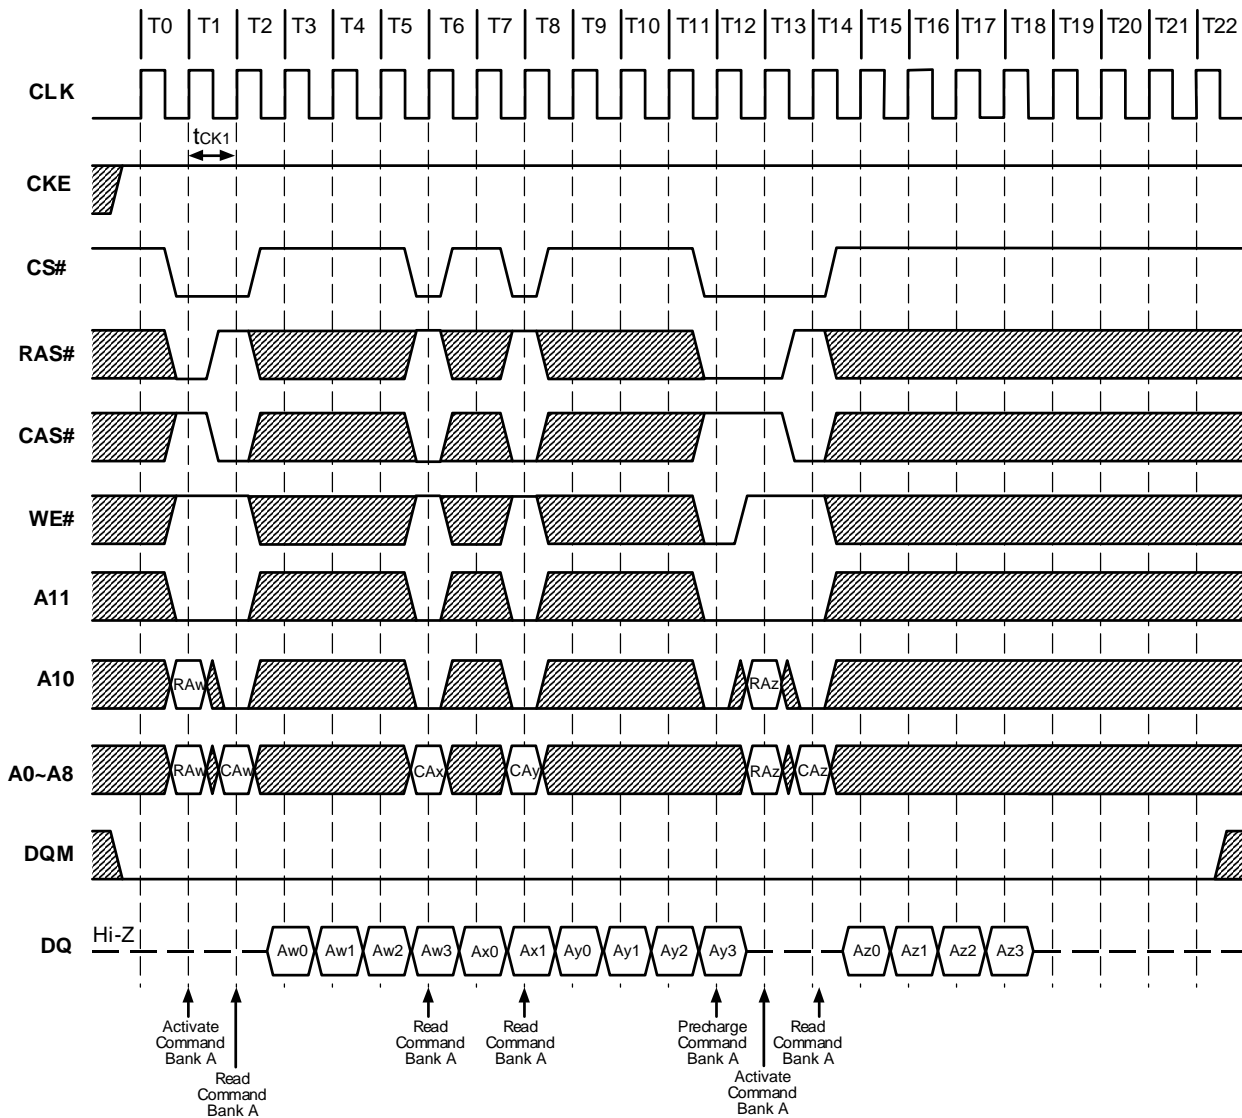 T0 T1 T2 T3 T4 T5 T6 T7 T8 T9 T10 T11 T12 T13 T14 T15 T16 T17 T18 T19 T20 T21 T22
CLK
tCK1
CKE
CS#
RAS#
CAS#
WE#
A11
A10 RAw RAz
A0~A8 RAw CAw CAx CAy RAz CAz
DQM
DQ Hi-Z Aw0 Aw1 Aw2 Aw3 Ax0 Ax1 Ay0 Ay1 Ay2 Ay3 Az0 Az1 Az2 Az3
Activate
Command
Bank A
Read
Command
Bank A
Read
Command
Bank A
Read
Command
Bank A
Precharge
Command
Bank A
Activate
Command
Bank A
Read
Command
Bank A